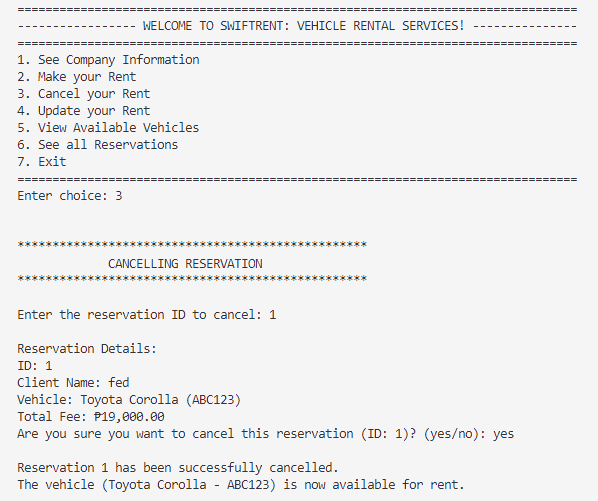 ================================================================================
----------------- WELCOME TO SWIFTRENT: VEHICLE RENTAL SERVICES! ---------------
================================================================================
1. See Company Information
2. Make your Rent
3. Cancel your Rent
4. Update your Rent
5. View Available Vehicles
6. See all Reservations
7. Exit
================================================================================
Enter choice: 3
**************************************************
CANCELLING RESERVATION
**************************************************
Enter the reservation ID to cancel: 1
Reservation Details:
ID: 1
Client Name: fed
Vehicle: Toyota Corolla (ABC123)
Total Fee: ₱19,000.00
Are you sure you want to cancel this reservation (ID: 1)? (yes/no): yes
Reservation 1 has been successfully cancelled.
The vehicle (Toyota Corolla - ABC123) is now available for rent.